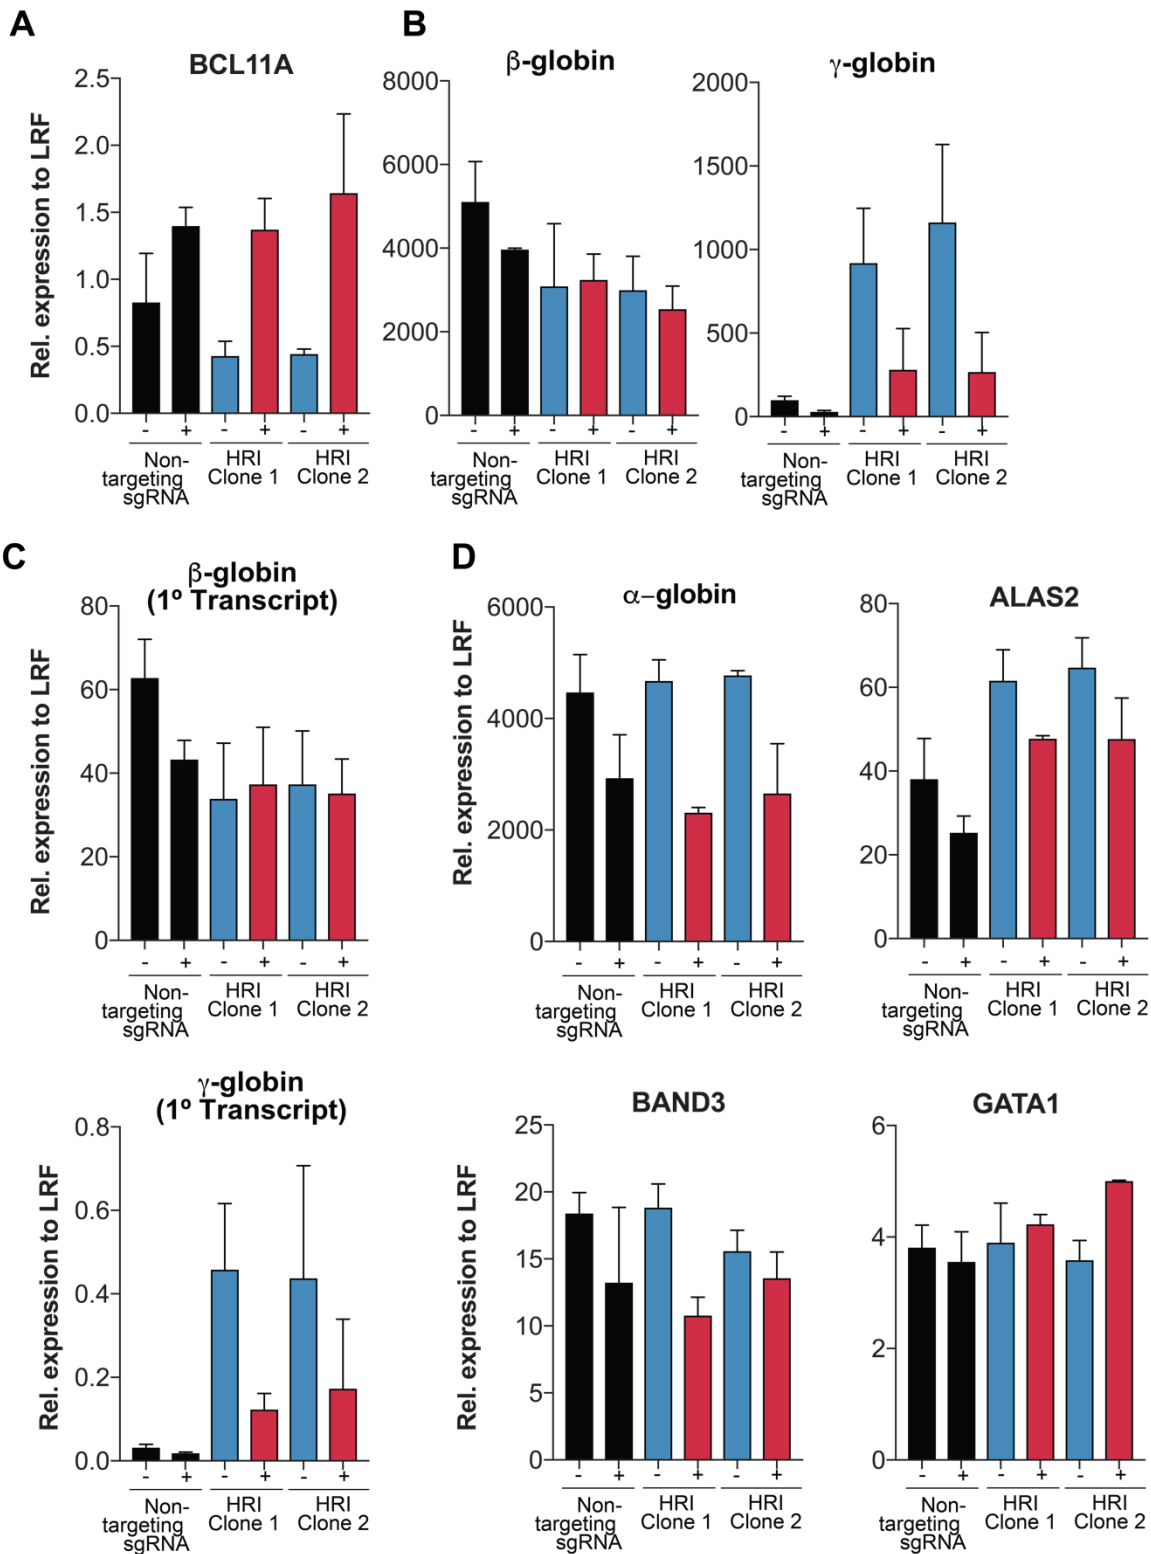 A
BCL11A
Rel. expression to LRF
2.5
2.0
1.5
1.0
0.5
0.0
- + - + - +
Non-
targeting
sgRNA
HRI
Clone 1
HRI
Clone 2
B
β-globin
8000
6000
4000
2000
0
- + - + - +
Non-
targeting
sgRNA
HRI
Clone 1
HRI
Clone 2
γ-globin
2000
1500
1000
500
0
- + - + - +
Non-
targeting
sgRNA
HRI
Clone 1
HRI
Clone 2
C
β-globin
(1º Transcript)
Rel. expression to LRF
80
60
40
20
0
- + - + - +
Non-
targeting
sgRNA
HRI
Clone 1
HRI
Clone 2
γ-globin
(1º Transcript)
Rel. expression to LRF
0.8
0.6
0.4
0.2
0.0
- + - + - +
Non-
targeting
sgRNA
HRI
Clone 1
HRI
Clone 2
D
α–globin
Rel. expression to LRF
6000
4000
2000
0
- + - + - +
Non-
targeting
sgRNA
HRI
Clone 1
HRI
Clone 2
ALAS2
80
60
40
20
0
- + - + - +
Non-
targeting
sgRNA
HRI
Clone 1
HRI
Clone 2
BAND3
Rel. expression to LRF
25
20
15
10
5
0
- + - + - +
Non-
targeting
sgRNA
HRI
Clone 1
HRI
Clone 2
GATA1
6
4
2
0
- + - + - +
Non-
targeting
sgRNA
HRI
Clone 1
HRI
Clone 2